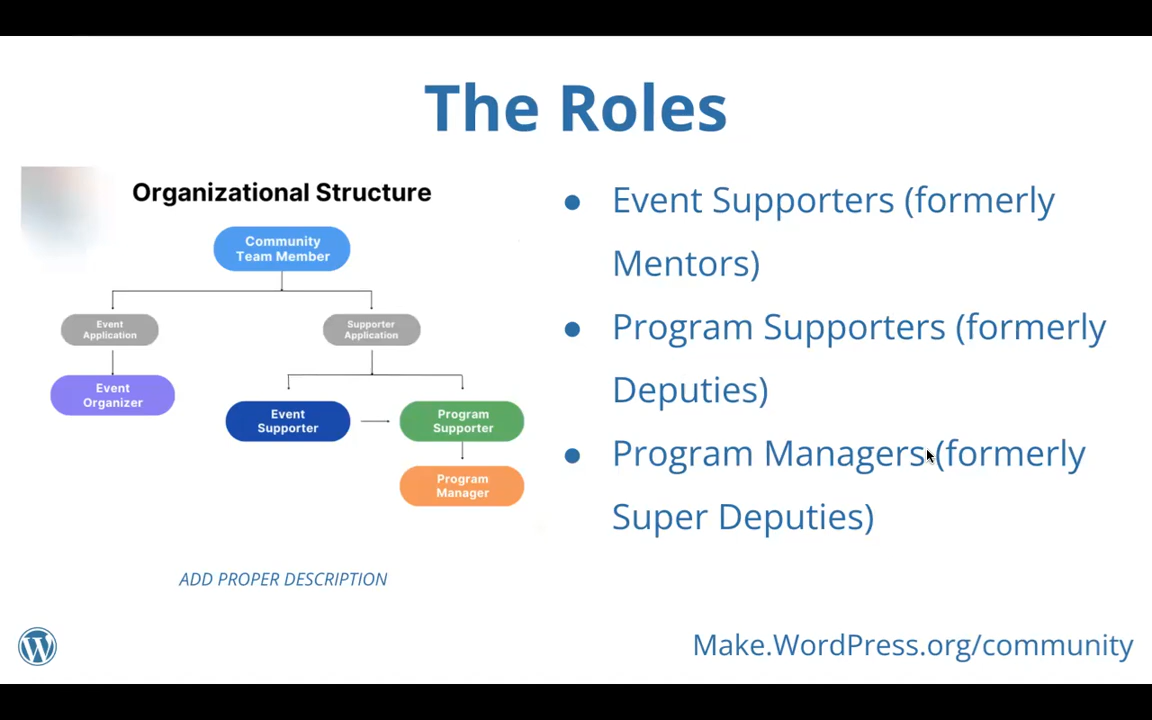 The Roles
Organizational Structure
Community
Team Member
Event
Application
Supporter
Application
Event
Organizer
Event
Supporter
Program
Supporter
Program
Manager
ADD PROPER DESCRIPTION
● Event Supporters (formerly
Mentors)
● Program Supporters (formerly
Deputies)
● Program Managers (formerly
Super Deputies)
Make.WordPress.org/community